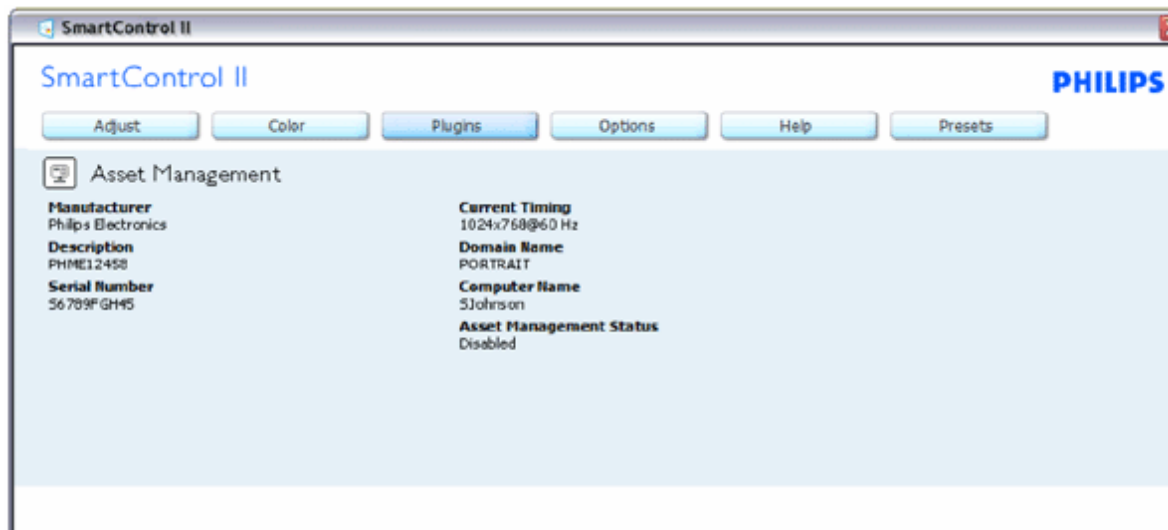 SmartControl II
SmartControl II
PHILIPS
Adjust Color Plugins Options Help Presets
Asset Management
Manufacturer
Philips Electronics
Description
PHME12458
Serial Number
S6789FGH45
Current Timing
1024x768@60 Hz
Domain Name
PORTRAIT
Computer Name
SJohnson
Asset Management Status
Disabled